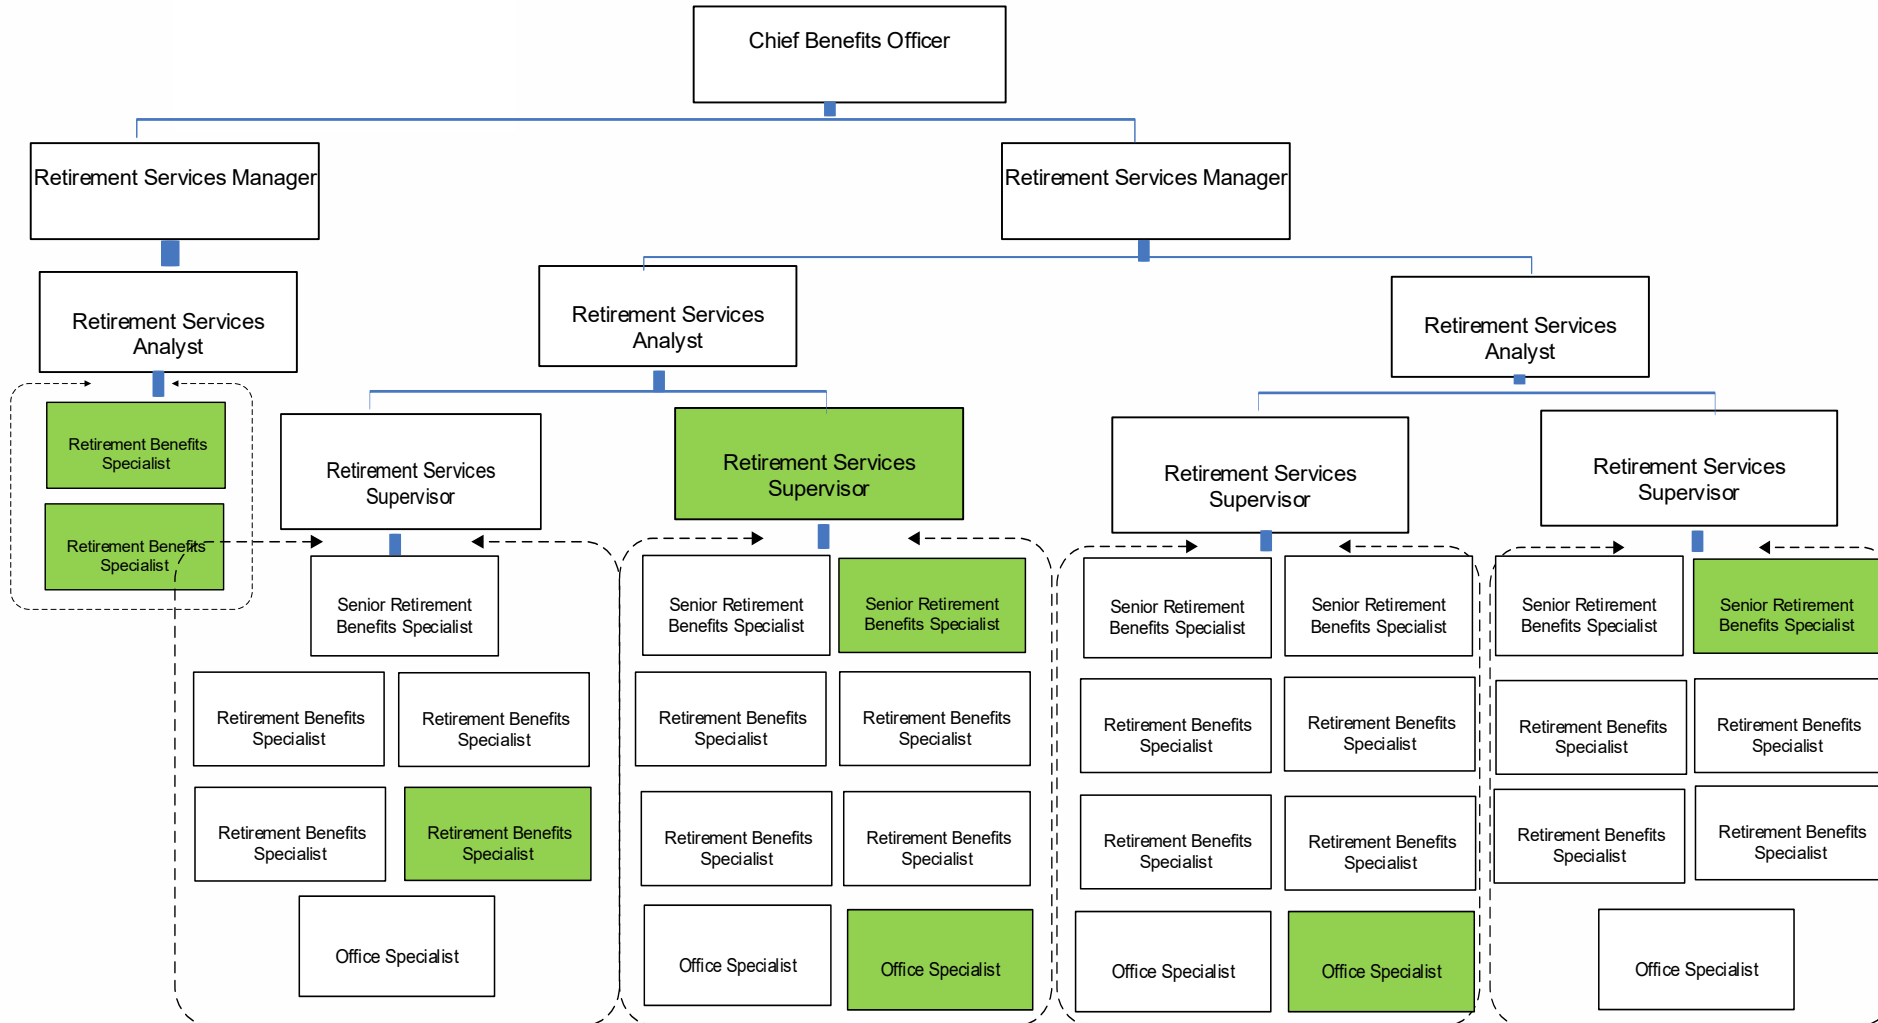 Chief Benefits Officer
Retirement Services Manager
Retirement Services Manager
Retirement Services
Analyst
Retirement Services
Analyst
Retirement Services
Analyst
Retirement Benefits
Specialist
Retirement Benefits
Specialist
Retirement Services
Supervisor
Retirement Services
Supervisor
Retirement Services
Supervisor
Retirement Services
Supervisor
Senior Retirement
Benefits Specialist
Senior Retirement
Benefits Specialist
Senior Retirement
Benefits Specialist
Senior Retirement
Benefits Specialist
Senior Retirement
Benefits Specialist
Senior Retirement
Benefits Specialist
Senior Retirement
Benefits Specialist
Retirement Benefits
Specialist
Retirement Benefits
Specialist
Retirement Benefits
Specialist
Retirement Benefits
Specialist
Retirement Benefits
Specialist
Retirement Benefits
Specialist
Retirement Benefits
Specialist
Retirement Benefits
Specialist
Retirement Benefits
Specialist
Retirement Benefits
Specialist
Retirement Benefits
Specialist
Retirement Benefits
Specialist
Retirement Benefits
Specialist
Retirement Benefits
Specialist
Retirement Benefits
Specialist
Retirement Benefits
Specialist
Office Specialist
Office Specialist
Office Specialist
Office Specialist
Office Specialist
Office Specialist